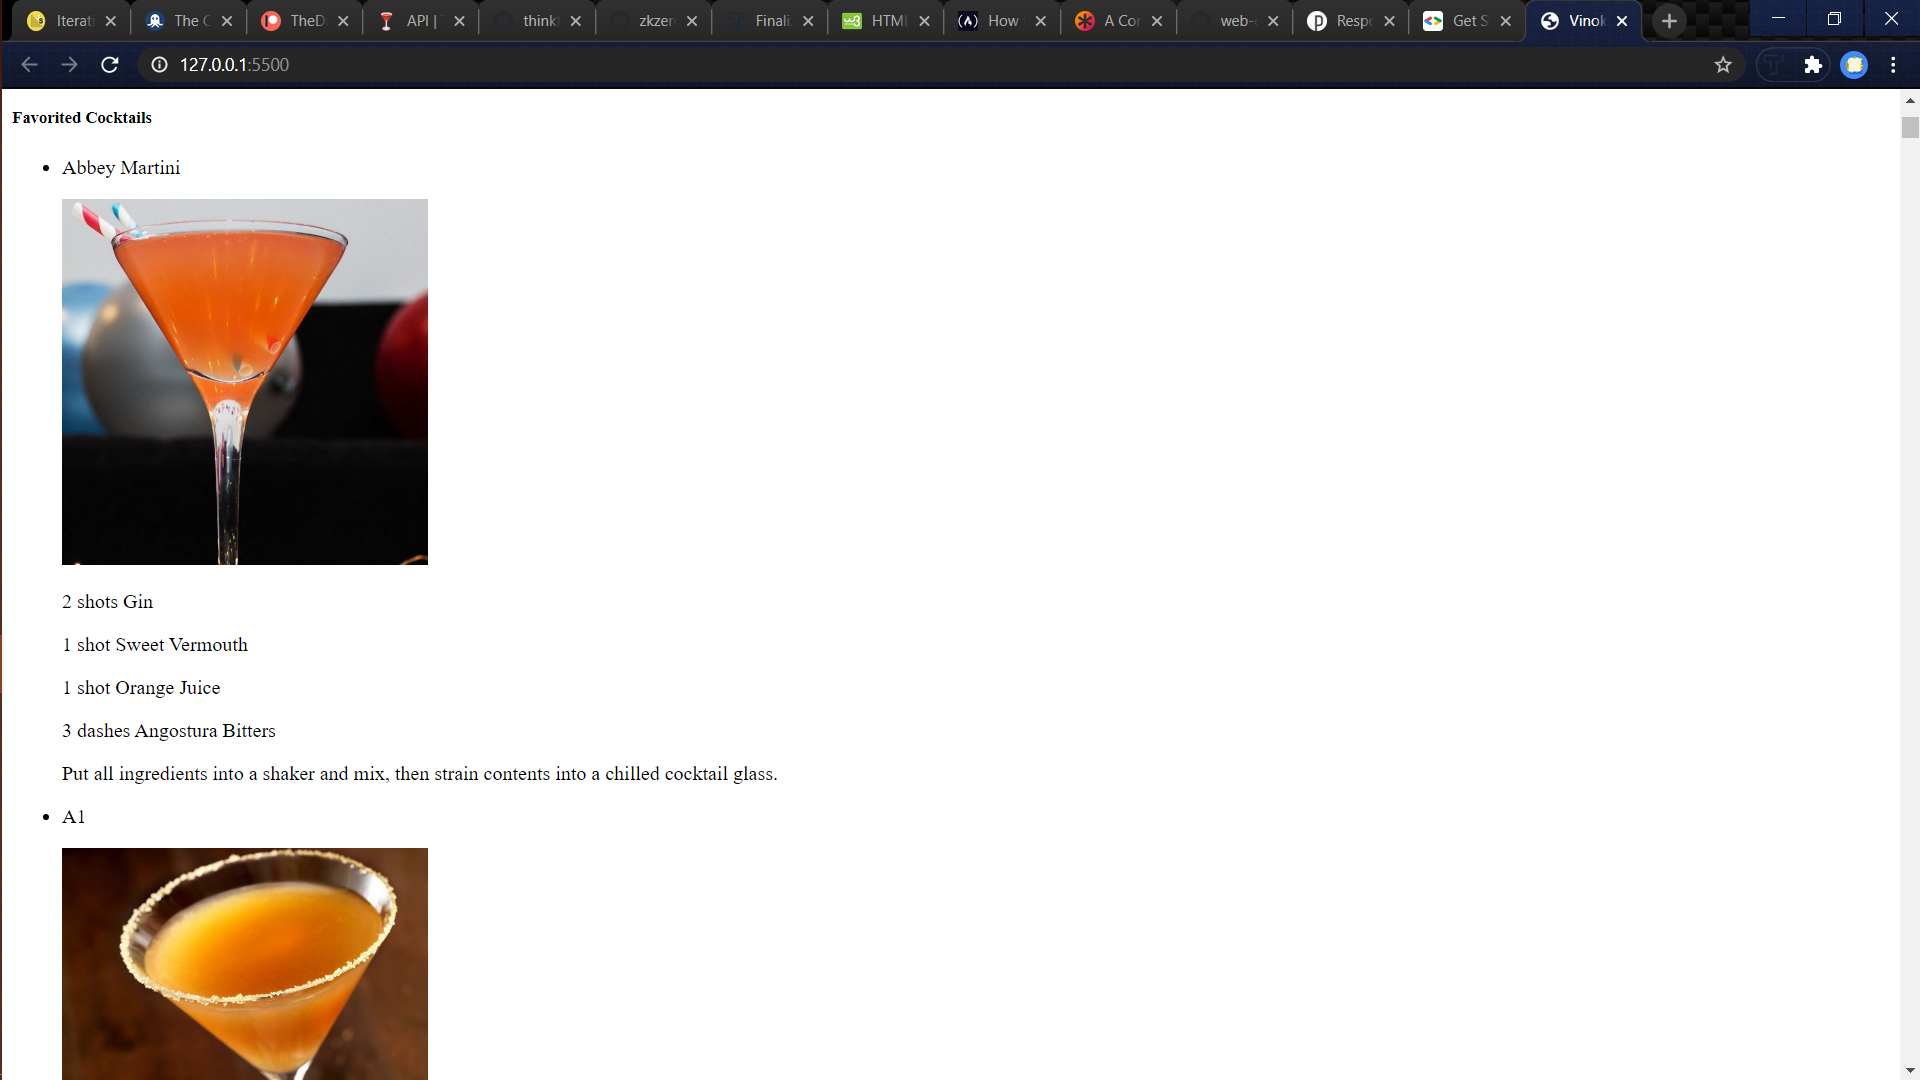 Iterati
The C
TheD
API |
think
zkzer
Finali
HTML
How
A Cor
web-
Resp
Get S
Vinok
127.0.0.1:5500
Favorited Cocktails
Abbey Martini
2 shots Gin
1 shot Sweet Vermouth
1 shot Orange Juice
3 dashes Angostura Bitters
Put all ingredients into a shaker and mix, then strain contents into a chilled cocktail glass.
A1